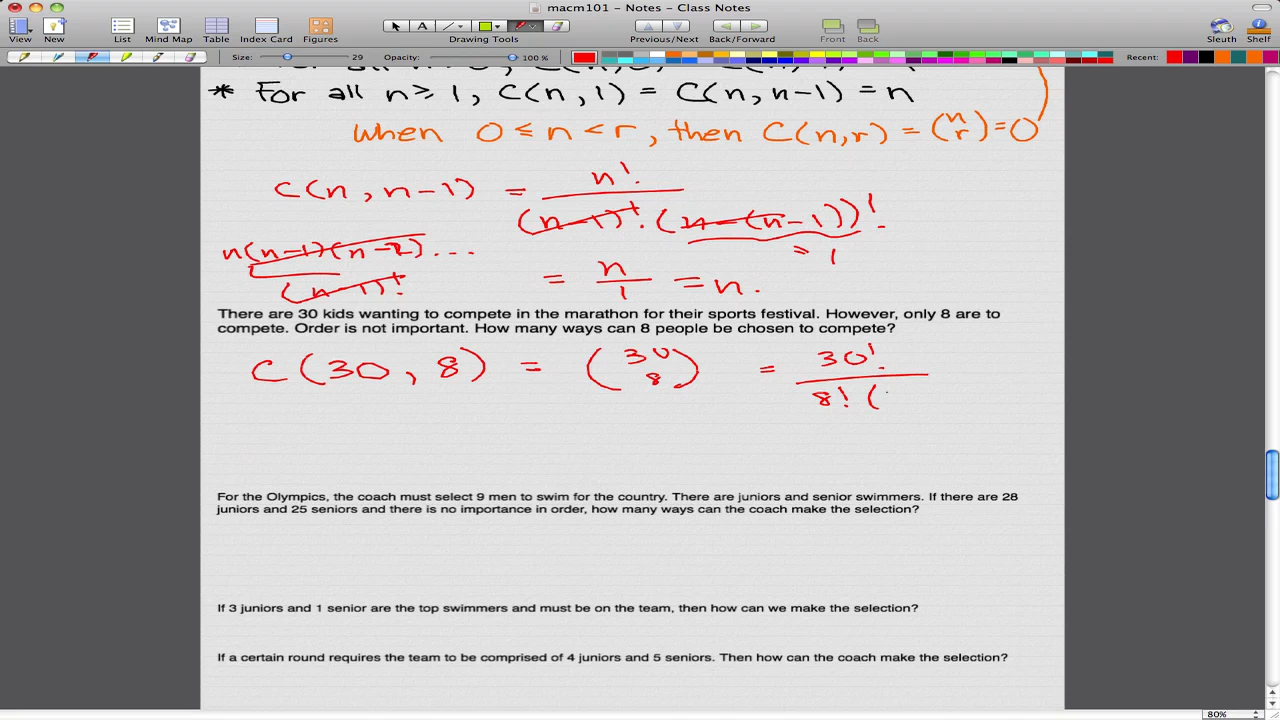 macm101 - Notes - Class Notes
View New List Mind Map Table Index Card Figures Drawing Tools Previous/Next Back/Forward Front Back Sleuth Shelf
Size: 29 Opacity: 100 % Recent:
* For all n ≥ 1, C(n, 1) = C(n, n-1) = n
when 0 ≤ n < r, then C(n,r) = (n r) = 0
C(n, n-1) = n! / (n-1)! (n-(n-1))!
n(n-1)(n-2)... / (n-1)! = 1
= n/1 = n.
There are 30 kids wanting to compete in the marathon for their sports festival. However, only 8 are to
compete. Order is not important. How many ways can 8 people be chosen to compete?
C(30, 8) = (30 8) = 30! / 8! (
For the Olympics, the coach must select 9 men to swim for the country. There are juniors and senior swimmers. If there are 28
juniors and 25 seniors and there is no importance in order, how many ways can the coach make the selection?
If 3 juniors and 1 senior are the top swimmers and must be on the team, then how can we make the selection?
If a certain round requires the team to be comprised of 4 juniors and 5 seniors. Then how can the coach make the selection?
80%